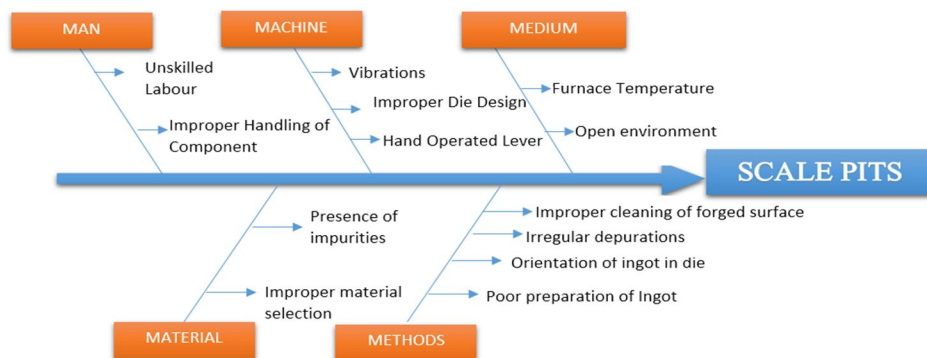 MAN
MACHINE
MEDIUM
Unskilled
Labour
Improper Handling of
Component
Vibrations
Improper Die Design
Hand Operated Lever
Furnace Temperature
Open environment
SCALE PITS
Presence of
impurities
Improper material
selection
Improper cleaning of forged surface
Irregular depurations
Orientation of ingot in die
Poor preparation of Ingot
MATERIAL
METHODS